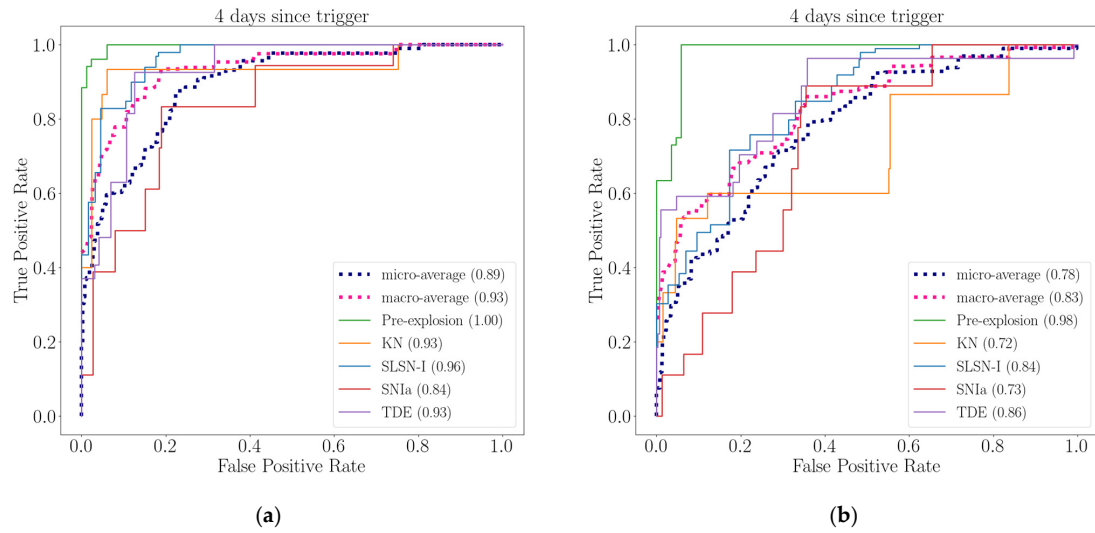 4 days since trigger
True Positive Rate
1.0
0.8
0.6
0.4
0.2
0.0
micro-average (0.89)
macro-average (0.93)
Pre-explosion (1.00)
KN (0.93)
SLSN-I (0.96)
SNIa (0.84)
TDE (0.93)
0.0 0.2 0.4 0.6 0.8 1.0
False Positive Rate
(a)
4 days since trigger
True Positive Rate
1.0
0.8
0.6
0.4
0.2
0.0
micro-average (0.78)
macro-average (0.83)
Pre-explosion (0.98)
KN (0.72)
SLSN-I (0.84)
SNIa (0.73)
TDE (0.86)
0.0 0.2 0.4 0.6 0.8 1.0
False Positive Rate
(b)